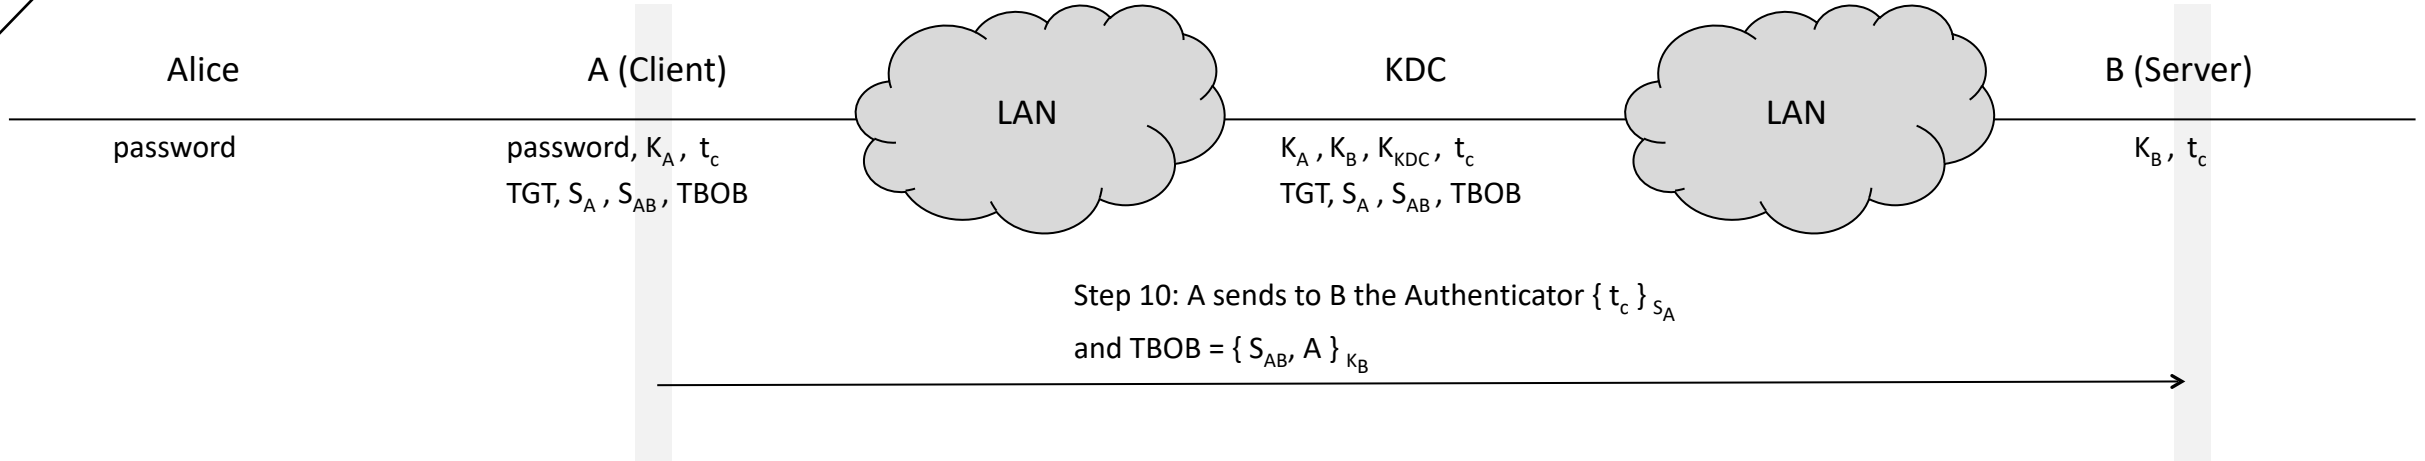 Alice
A (Client)
LAN
KDC
LAN
B (Server)
password
password, K_A , t_c
TGT, S_A , S_AB , TBOB
K_A , K_B , K_KDC , t_c
TGT, S_A , S_AB , TBOB
K_B , t_c
Step 10: A sends to B the Authenticator { t_c } S_A
and TBOB = { S_AB, A } K_B